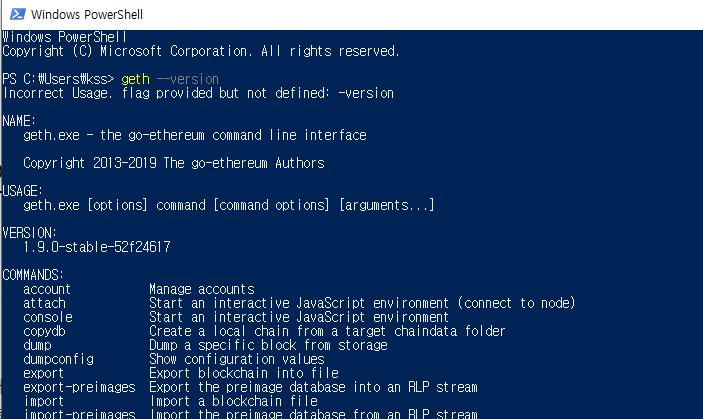 Windows PowerShell
Windows PowerShell
Copyright (C) Microsoft Corporation. All rights reserved.
PS C:\Users\kss> geth --version
Incorrect Usage. flag provided but not defined: -version
NAME:
geth.exe - the go-ethereum command line interface
Copyright 2013-2019 The go-ethereum Authors
USAGE:
geth.exe [options] command [command options] [arguments...]
VERSION:
1.9.0-stable-52f24617
COMMANDS:
account Manage accounts
attach Start an interactive JavaScript environment (connect to node)
console Start an interactive JavaScript environment
copydb Create a local chain from a target chaindata folder
dump Dump a specific block from storage
dumpconfig Show configuration values
export Export blockchain into file
export-preimages Export the preimage database into an RLP stream
import Import a blockchain file
import-preimages Import the preimage database from an RLP stream